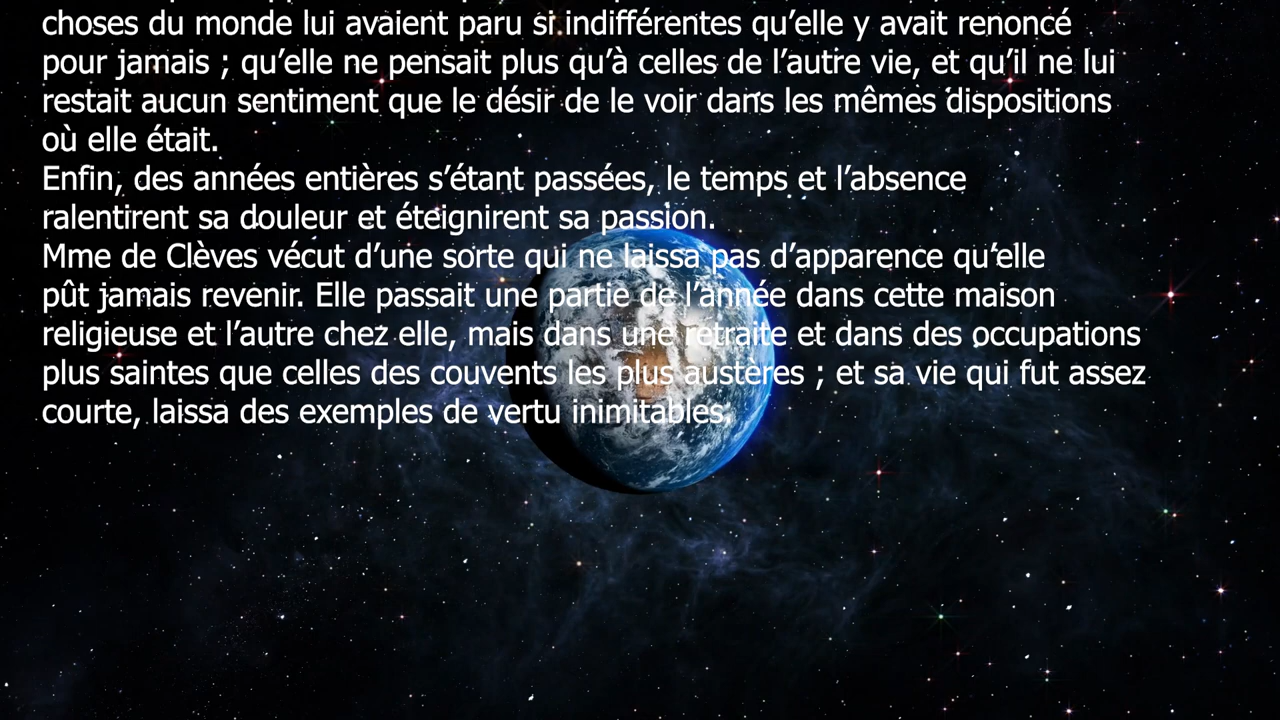 choses du monde lui avaient paru si indifférentes qu’elle y avait renoncé
pour jamais ; qu’elle ne pensait plus qu’à celles de l’autre vie, et qu’il ne lui
restait aucun sentiment que le désir de le voir dans les mêmes dispositions
où elle était.
Enfin, des années entières s’étant passées, le temps et l’absence
ralentirent sa douleur et éteignirent sa passion.
Mme de Clèves vécut d’une sorte qui ne laissa pas d’apparence qu’elle
pût jamais revenir. Elle passait une partie de l’année dans cette maison
religieuse et l’autre chez elle, mais dans une retraite et dans des occupations
plus saintes que celles des couvents les plus austères ; et sa vie qui fut assez
courte, laissa des exemples de vertu inimitables.